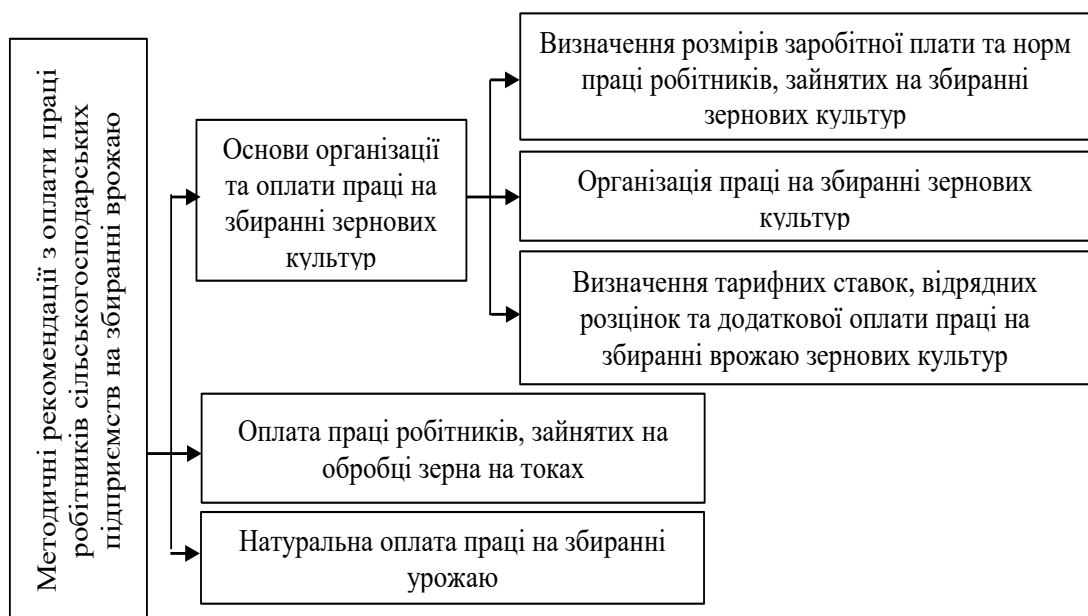 Методичні рекомендації з оплати праці
робітників сільськогосподарських
підприємств на збиранні врожаю
Основи організації
та оплати праці на
збиранні зернових
культур
Визначення розмірів заробітної плати та норм
праці робітників, зайнятих на збиранні
зернових культур
Організація праці на збиранні зернових
культур
Визначення тарифних ставок, відрядних
розцінок та додаткової оплати праці на
збиранні врожаю зернових культур
Оплата праці робітників, зайнятих на
обробці зерна на токах
Натуральна оплата праці на збиранні
урожаю